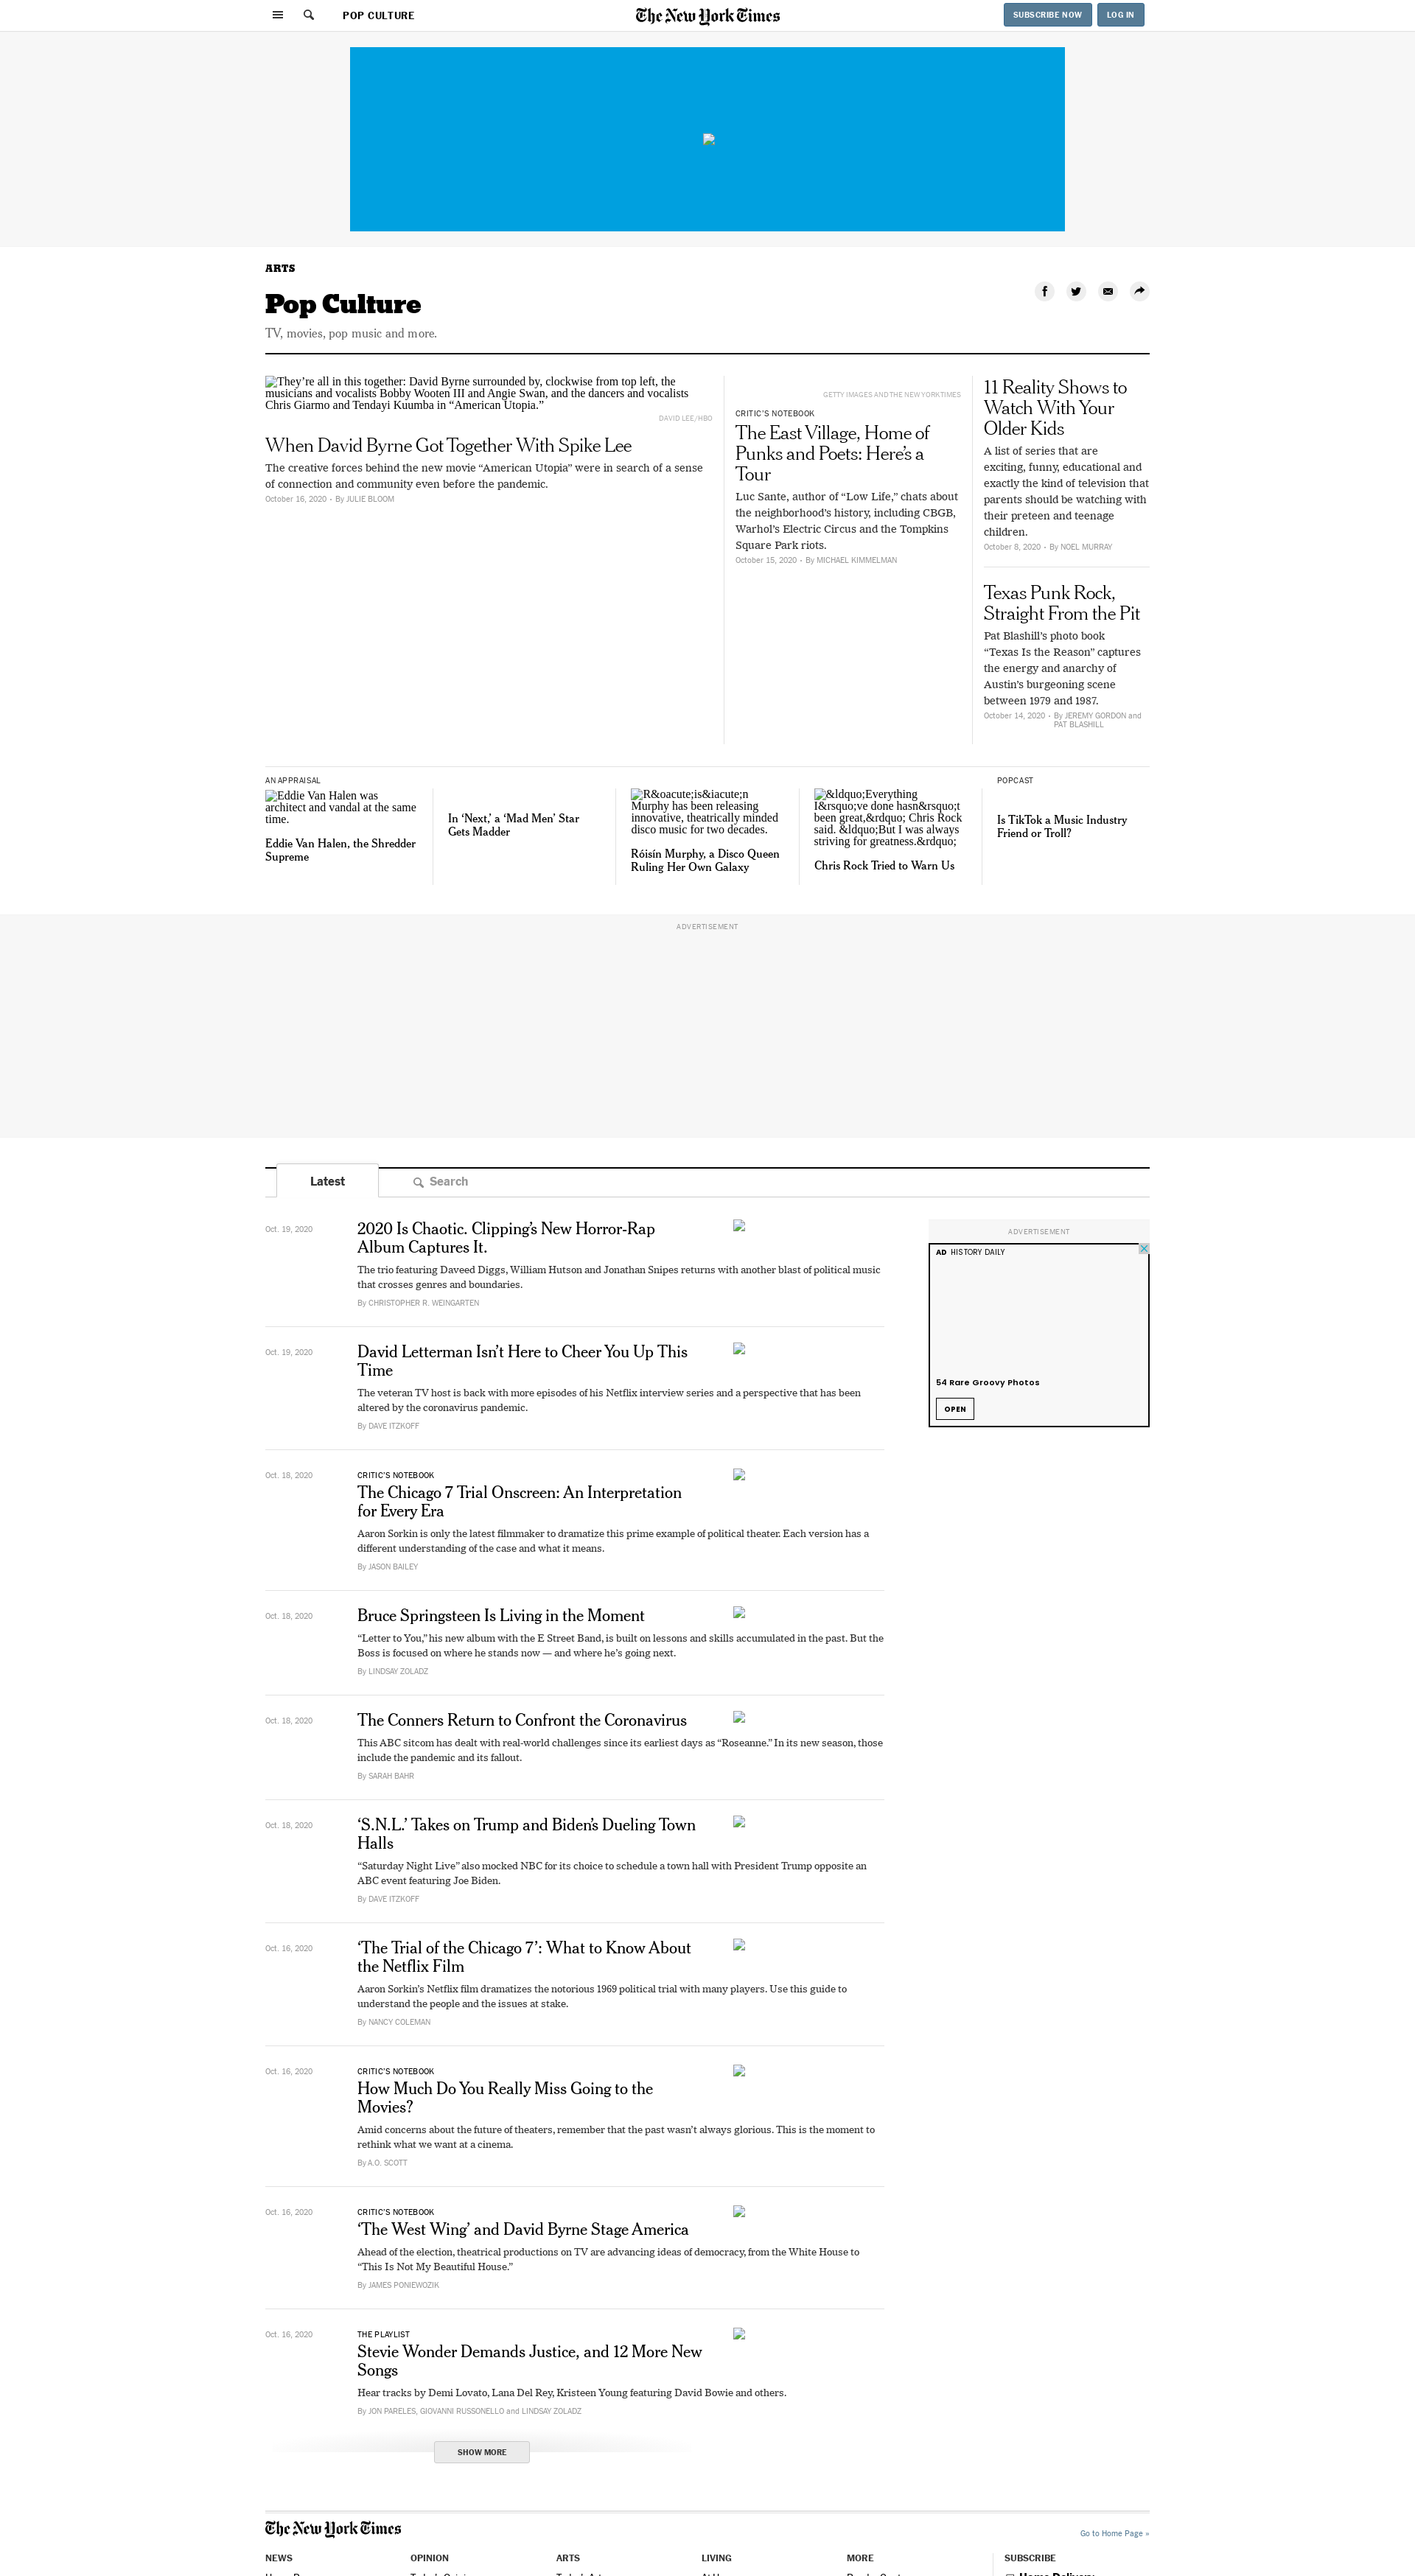 POP CULTURE
The New York Times
SUBSCRIBE NOW
LOG IN
ARTS
Pop Culture
TV, movies, pop music and more.
They're all in this together: David Byrne surrounded by, clockwise from top left, the
musicians and vocalists Bobby Wooten III and Angie Swan, and the dancers and vocalists
Chris Giarmo and Tendayi Kuumba in “American Utopia.”
DAVID LEE/HBO
When David Byrne Got Together With Spike Lee
The creative forces behind the new movie “American Utopia” were in search of a sense
of connection and community even before the pandemic.
October 16, 2020 • By JULIE BLOOM
GETTY IMAGES AND THE NEW YORKTIMES
CRITIC’S NOTEBOOK
The East Village, Home of
Punks and Poets: Here’s a
Tour
Luc Sante, author of “Low Life,” chats about
the neighborhood’s history, including CBGB,
Warhol’s Electric Circus and the Tompkins
Square Park riots.
October 15, 2020 • By MICHAEL KIMMELMAN
11 Reality Shows to
Watch With Your
Older Kids
A list of series that are
exciting, funny, educational and
exactly the kind of television that
parents should be watching with
their preteen and teenage
children.
October 8, 2020 • By NOEL MURRAY
Texas Punk Rock,
Straight From the Pit
Pat Blashill’s photo book
“Texas Is the Reason” captures
the energy and anarchy of
Austin’s burgeoning scene
between 1979 and 1987.
October 14, 2020 • By JEREMY GORDON and
PAT BLASHILL
AN APPRAISAL
Eddie Van Halen was
architect and vandal at the same
time.
Eddie Van Halen, the Shredder
Supreme
In ‘Next,’ a ‘Mad Men’ Star
Gets Madder
R&oacute;is&iacute;n
Murphy has been releasing
innovative, theatrically minded
disco music for two decades.
Róisín Murphy, a Disco Queen
Ruling Her Own Galaxy
&ldquo;Everything
I&rsquo;ve done hasn&rsquo;t
been great,&rdquo; Chris Rock
said. &ldquo;But I was always
striving for greatness.&rdquo;
Chris Rock Tried to Warn Us
POPCAST
Is TikTok a Music Industry
Friend or Troll?
ADVERTISEMENT
Latest
Search
Oct. 19, 2020
2020 Is Chaotic. Clipping’s New Horror-Rap
Album Captures It.
The trio featuring Daveed Diggs, William Hutson and Jonathan Snipes returns with another blast of political music
that crosses genres and boundaries.
By CHRISTOPHER R. WEINGARTEN
ADVERTISEMENT
AD HISTORY DAILY
54 Rare Groovy Photos
OPEN
Oct. 19, 2020
David Letterman Isn’t Here to Cheer You Up This
Time
The veteran TV host is back with more episodes of his Netflix interview series and a perspective that has been
altered by the coronavirus pandemic.
By DAVE ITZKOFF
Oct. 18, 2020
CRITIC’S NOTEBOOK
The Chicago 7 Trial Onscreen: An Interpretation
for Every Era
Aaron Sorkin is only the latest filmmaker to dramatize this prime example of political theater. Each version has a
different understanding of the case and what it means.
By JASON BAILEY
Oct. 18, 2020
Bruce Springsteen Is Living in the Moment
“Letter to You,” his new album with the E Street Band, is built on lessons and skills accumulated in the past. But the
Boss is focused on where he stands now — and where he’s going next.
By LINDSAY ZOLADZ
Oct. 18, 2020
The Conners Return to Confront the Coronavirus
This ABC sitcom has dealt with real-world challenges since its earliest days as “Roseanne.” In its new season, those
include the pandemic and its fallout.
By SARAH BAHR
Oct. 18, 2020
‘S.N.L.’ Takes on Trump and Biden’s Dueling Town
Halls
“Saturday Night Live” also mocked NBC for its choice to schedule a town hall with President Trump opposite an
ABC event featuring Joe Biden.
By DAVE ITZKOFF
Oct. 16, 2020
‘The Trial of the Chicago 7’: What to Know About
the Netflix Film
Aaron Sorkin’s Netflix film dramatizes the notorious 1969 political trial with many players. Use this guide to
understand the people and the issues at stake.
By NANCY COLEMAN
Oct. 16, 2020
CRITIC’S NOTEBOOK
How Much Do You Really Miss Going to the
Movies?
Amid concerns about the future of theaters, remember that the past wasn’t always glorious. This is the moment to
rethink what we want at a cinema.
By A.O. SCOTT
Oct. 16, 2020
CRITIC’S NOTEBOOK
‘The West Wing’ and David Byrne Stage America
Ahead of the election, theatrical productions on TV are advancing ideas of democracy, from the White House to
“This Is Not My Beautiful House.”
By JAMES PONIEWOZIK
Oct. 16, 2020
THE PLAYLIST
Stevie Wonder Demands Justice, and 12 More New
Songs
Hear tracks by Demi Lovato, Lana Del Rey, Kristeen Young featuring David Bowie and others.
By JON PARELES, GIOVANNI RUSSONELLO and LINDSAY ZOLADZ
SHOW MORE
The New York Times
Go to Home Page »
NEWS
OPINION
ARTS
LIVING
MORE
SUBSCRIBE